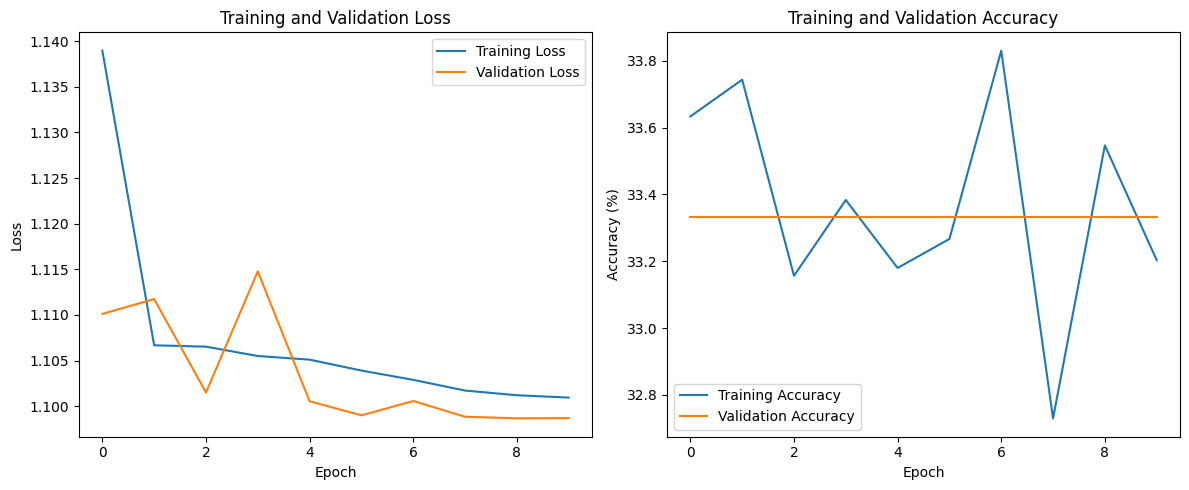 Training and Validation Loss
1.140
1.135
1.130
1.125
1.120
1.115
1.110
1.105
1.100
Loss
0
2
4
6
8
Epoch
Training Loss
Validation Loss
Training and Validation Accuracy
33.8
33.6
33.4
33.2
33.0
32.8
Accuracy (%)
0
2
4
6
8
Epoch
Training Accuracy
Validation Accuracy